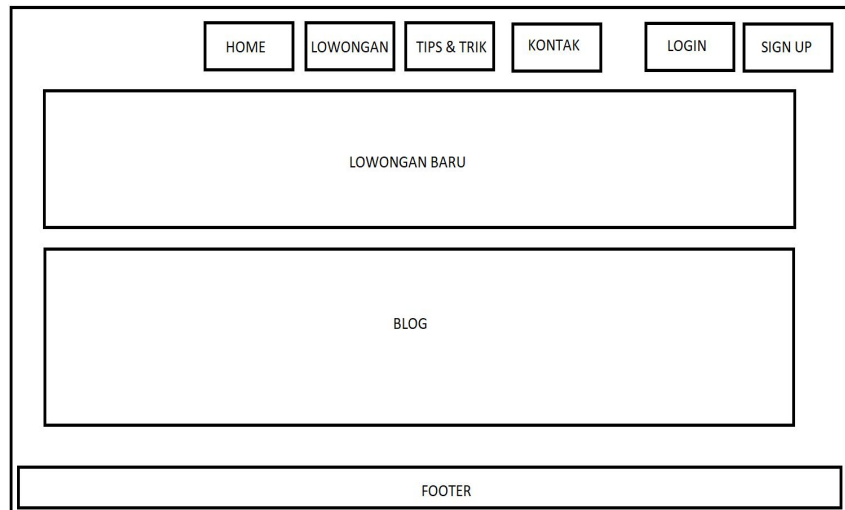 HOME
LOWONGAN
TIPS & TRIK
KONTAK
LOGIN
SIGN UP
LOWONGAN BARU
BLOG
FOOTER